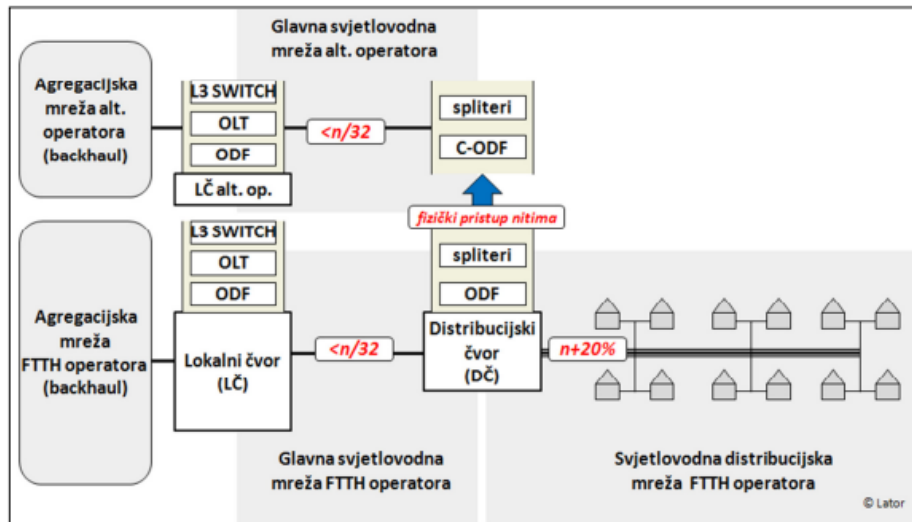 Glavna svjetlovodna
mreža alt. operatora
Agregacijska
mreža alt.
operatora
(backhaul)
L3 SWITCH
OLT
ODF
LČ alt. op.
<n/32
spliteri
C-ODF
fizički pristup nitima
Agregacijska
mreža
FTTH operatora
(backhaul)
L3 SWITCH
OLT
ODF
Lokalni čvor
(LČ)
<n/32
spliteri
ODF
Distribucijski
čvor
(DČ)
n+20%
Glavna svjetlovodna
mreža FTTH operatora
Svjetlovodna distribucijska
mreža FTTH operatora
© Lator